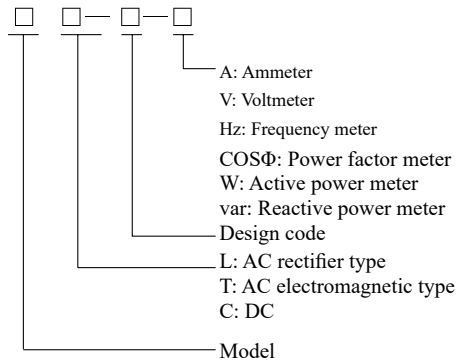 □ □—□—□
A: Ammeter
V: Voltmeter
Hz: Frequency meter
COSΦ: Power factor meter
W: Active power meter
var: Reactive power meter
Design code
L: AC rectifier type
T: AC electromagnetic type
C: DC
Model